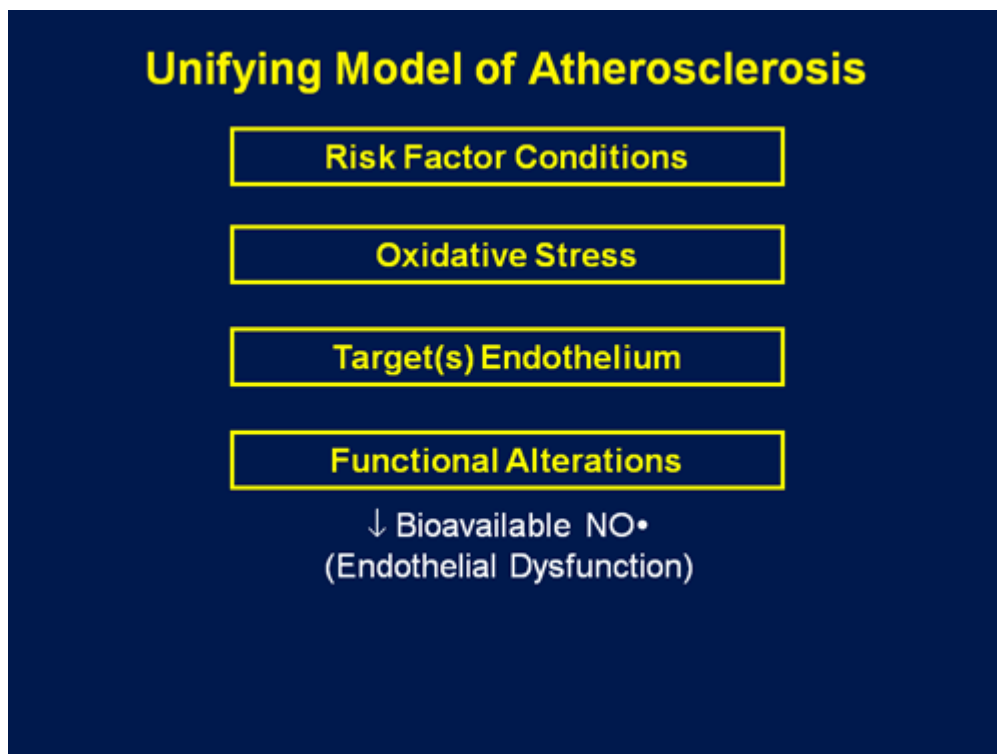 Unifying Model of Atherosclerosis
Risk Factor Conditions
Oxidative Stress
Target(s) Endothelium
Functional Alterations
↓ Bioavailable NO•
(Endothelial Dysfunction)